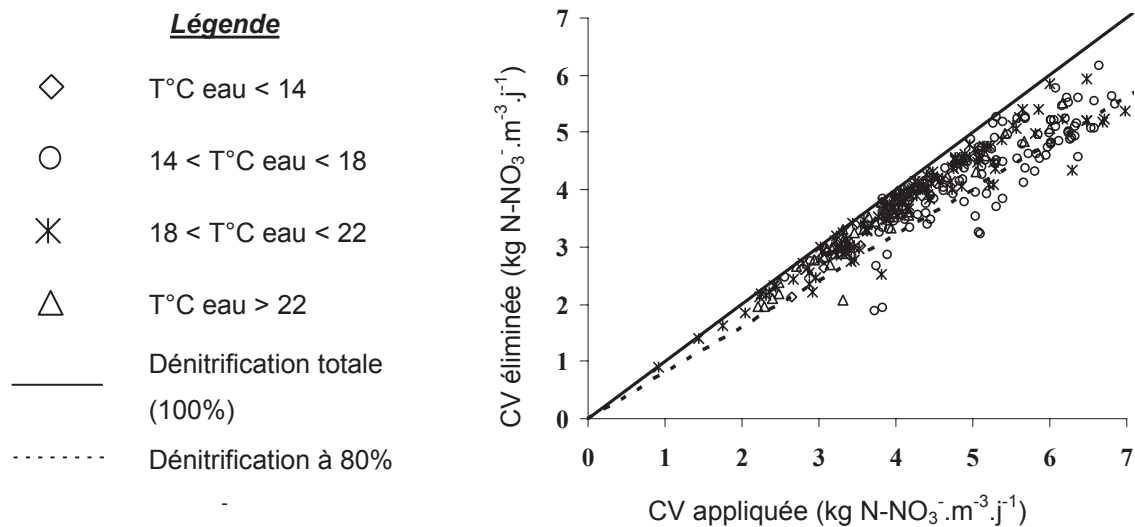 Légende
T°C eau < 14
14 < T°C eau < 18
18 < T°C eau < 22
T°C eau > 22
Dénitrification totale
(100%)
Dénitrification à 80%
-
CV éliminée (kg N-NO₃⁻.m⁻³.j⁻¹)
7
6
5
4
3
2
1
0
0 1 2 3 4 5 6 7
CV appliquée (kg N-NO₃⁻.m⁻³.j⁻¹)